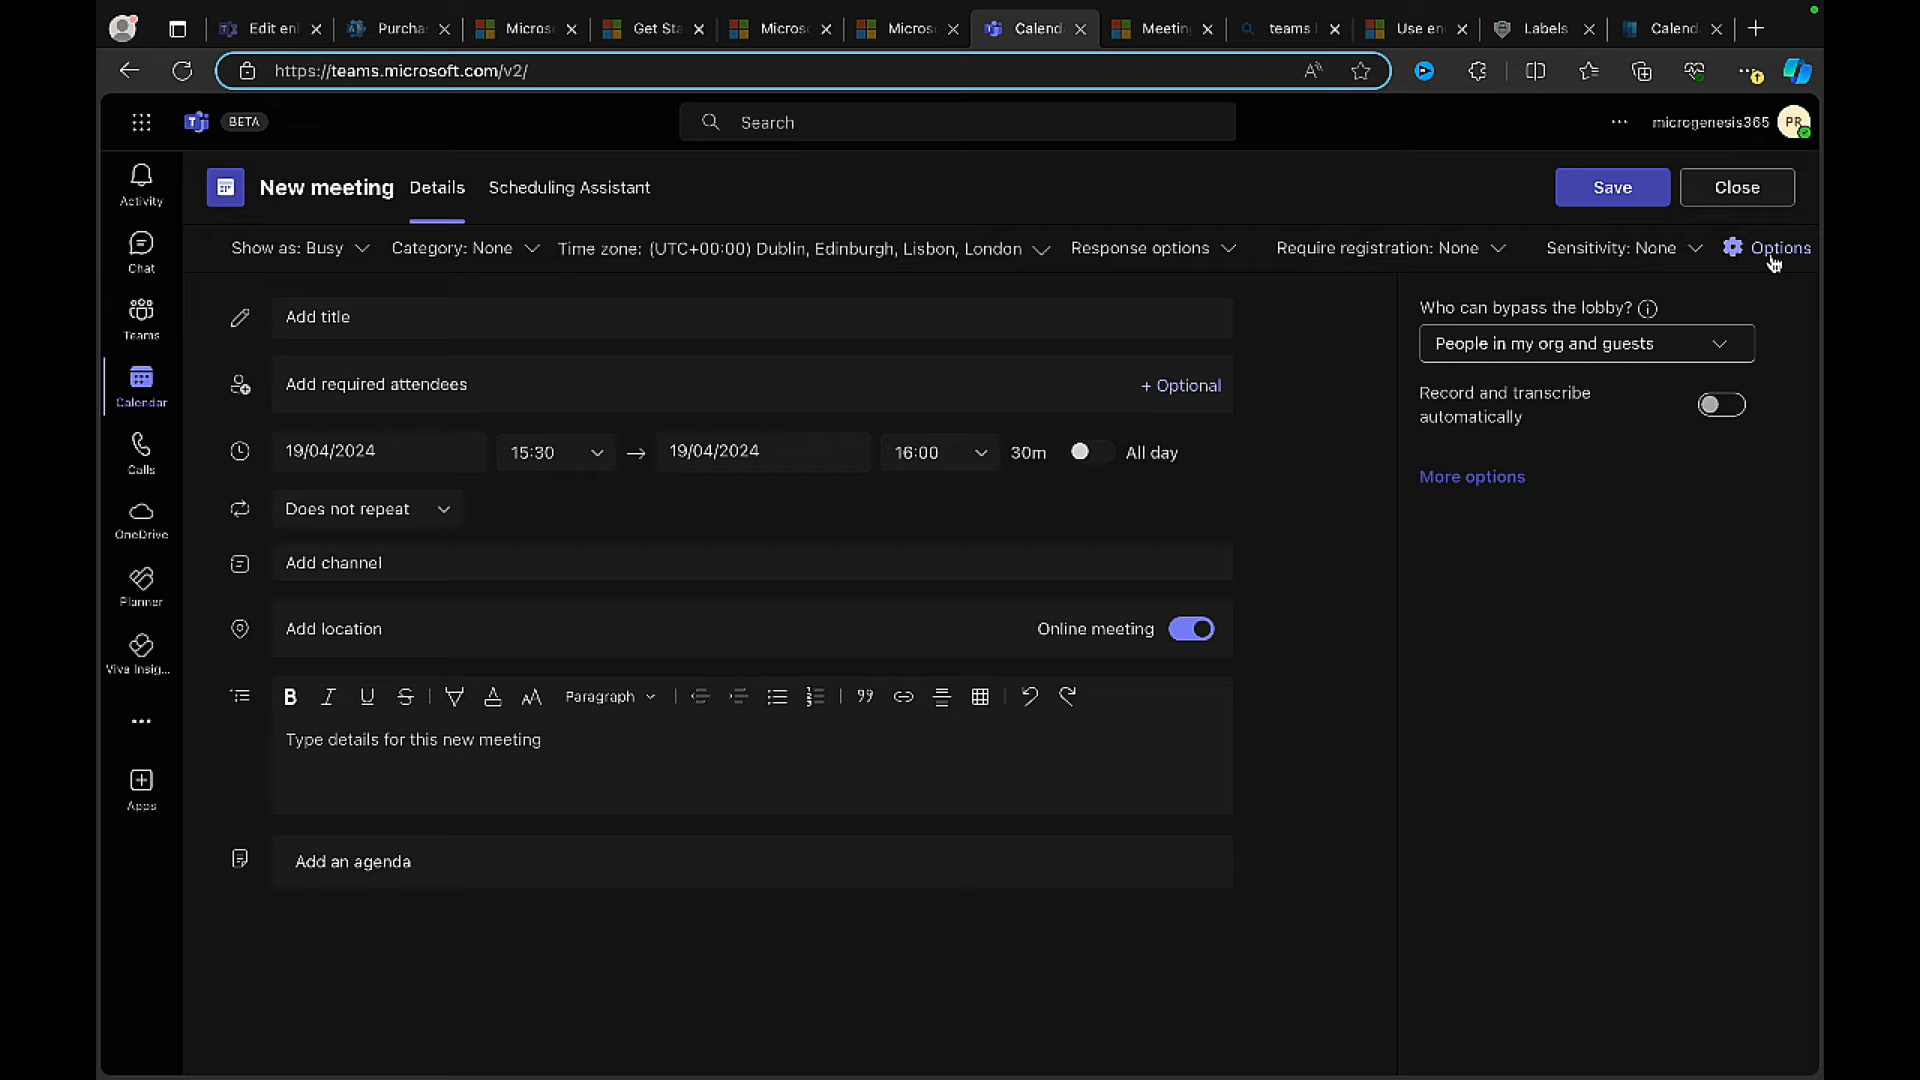 Edit en
Purcha
Micros
Get Sta
Micros
Micros
Calend
Meetin
teams
Use en
Labels
Calend
https://teams.microsoft.com/v2/
BETA
Search
microgenesis365 PR
Activity
Chat
Teams
Calendar
Calls
OneDrive
Planner
Viva Insig...
Apps
New meeting Details Scheduling Assistant
Save Close
Show as: Busy Category: None Time zone: (UTC+00:00) Dublin, Edinburgh, Lisbon, London Response options Require registration: None Sensitivity: None Options
Add title
Add required attendees + Optional
19/04/2024 15:30 → 19/04/2024 16:00 30m All day
Does not repeat
Add channel
Add location Online meeting
B I U S Paragraph
Type details for this new meeting
Add an agenda
Who can bypass the lobby?
People in my org and guests
Record and transcribe
automatically
More options